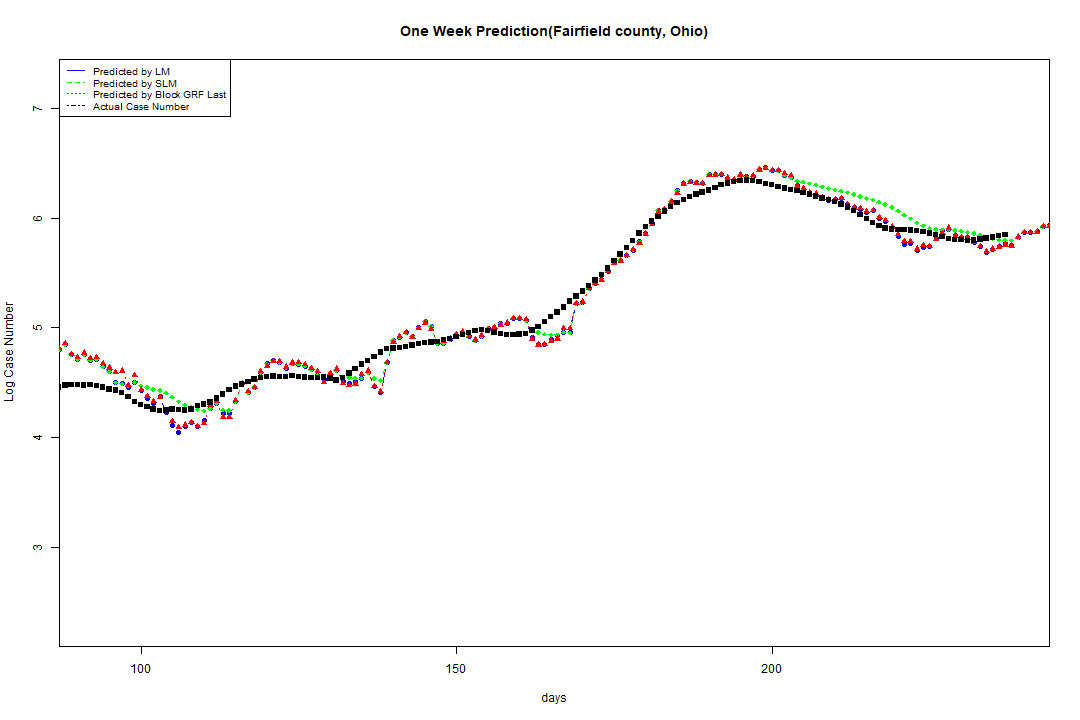 One Week Prediction(Fairfield county, Ohio)
Predicted by LM
Predicted by SLM
Predicted by Block GRF Last
Actual Case Number
7
6
5
4
3
Log Case Number
100 150 200
days